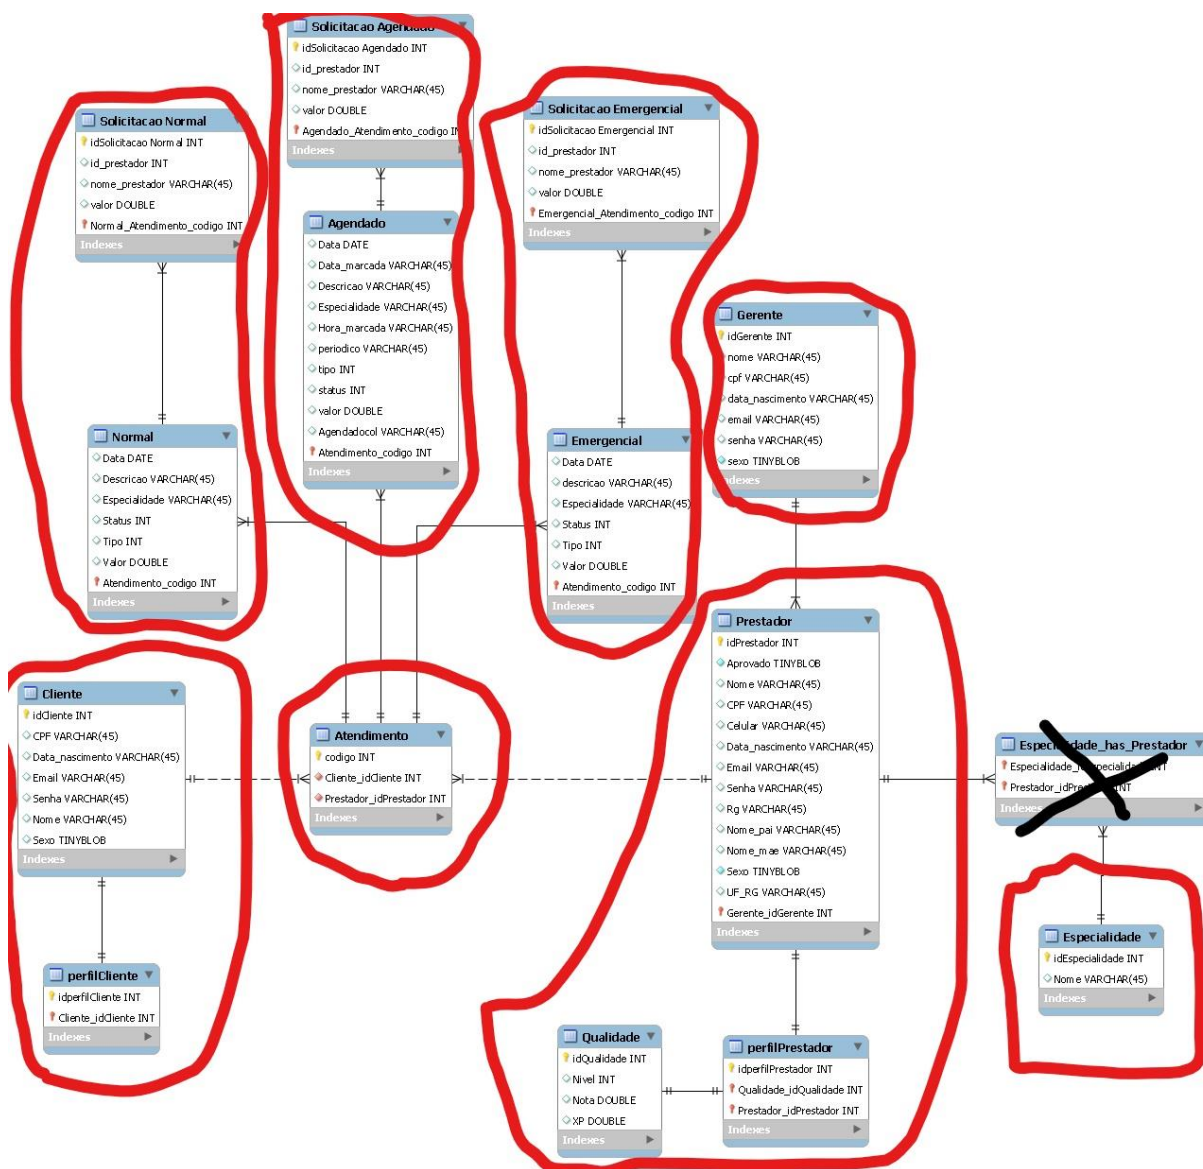 Solicitacao Agendado
idSolicitacao Agendado INT
id_prestador INT
nome_prestador VARCHAR(45)
valor DOUBLE
Agendado_Atendimento_codigo INT
Indexes
Solicitacao Normal
idSolicitacao Normal INT
id_prestador INT
nome_prestador VARCHAR(45)
valor DOUBLE
Normal_Atendimento_codigo INT
Indexes
Solicitacao Emergencial
idSolicitacao Emergencial INT
id_prestador INT
nome_prestador VARCHAR(45)
valor DOUBLE
Emergencial_Atendimento_codigo INT
Indexes
Agendado
Data DATE
Data_marcada VARCHAR(45)
Descricao VARCHAR(45)
Especialidade VARCHAR(45)
Hora_marcada VARCHAR(45)
periodico VARCHAR(45)
tipo INT
status INT
valor DOUBLE
Agendadocol VARCHAR(45)
Atendimento_codigo INT
Indexes
Gerente
idGerente INT
nome VARCHAR(45)
cpf VARCHAR(45)
data_nascimento VARCHAR(45)
email VARCHAR(45)
senha VARCHAR(45)
sexo TINYBLOB
Indexes
Normal
Data DATE
Descricao VARCHAR(45)
Especialidade VARCHAR(45)
Status INT
Tipo INT
Valor DOUBLE
Atendimento_codigo INT
Indexes
Emergencial
Data DATE
descricao VARCHAR(45)
Especialidade VARCHAR(45)
Status INT
Tipo INT
Valor DOUBLE
Atendimento_codigo INT
Indexes
Cliente
idCliente INT
CPF VARCHAR(45)
Data_nascimento VARCHAR(45)
Email VARCHAR(45)
Senha VARCHAR(45)
Nome VARCHAR(45)
Sexo TINYBLOB
Indexes
Atendimento
codigo INT
Cliente_idCliente INT
Prestador_idPrestador INT
Indexes
Prestador
idPrestador INT
Aprovado TINYBLOB
Nome VARCHAR(45)
CPF VARCHAR(45)
Celular VARCHAR(45)
Data_nascimento VARCHAR(45)
Email VARCHAR(45)
Senha VARCHAR(45)
Rg VARCHAR(45)
Nome_pai VARCHAR(45)
Nome_mae VARCHAR(45)
Sexo TINYBLOB
UF_RG VARCHAR(45)
Gerente_idGerente INT
Indexes
Especialidade_has_Prestador
Especialidade_idEspecialidade INT
Prestador_idPrestador INT
Indexes
Especialidade
idEspecialidade INT
Nome VARCHAR(45)
Indexes
perfilCliente
idperfilCliente INT
Cliente_idCliente INT
Indexes
Qualidade
idQualidade INT
Nivel INT
Nota DOUBLE
XP DOUBLE
Indexes
perfilPrestador
idperfilPrestador INT
Qualidade_idQualidade INT
Prestador_idPrestador INT
Indexes